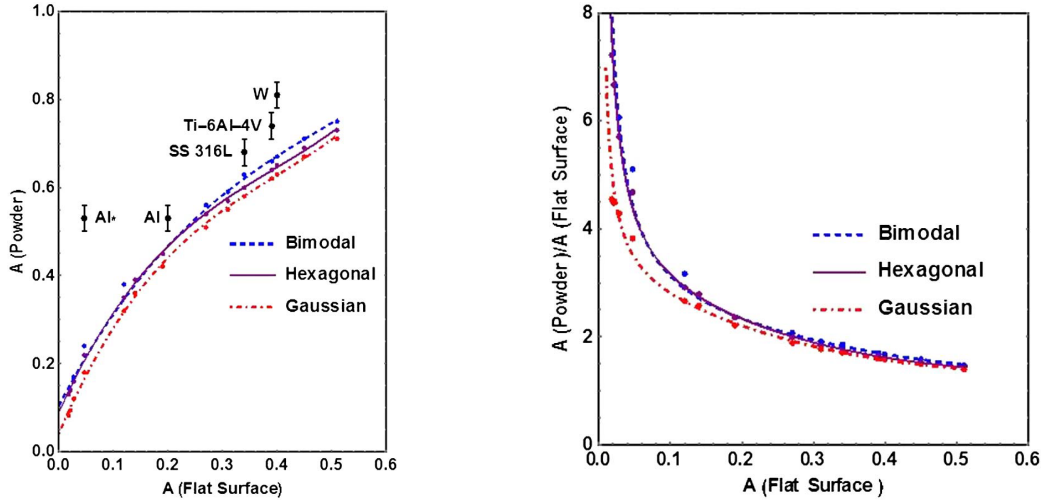 1.0
0.8
0.6
0.4
0.2
0.0
A (Powder)
W
Ti–6Al–4V
SS 316L
Al*
Al
Bimodal
Hexagonal
Gaussian
0.0 0.1 0.2 0.3 0.4 0.5 0.6
A (Flat Surface)
8
6
4
2
0
A (Powder)/A (Flat Surface)
Bimodal
Hexagonal
Gaussian
0.0 0.1 0.2 0.3 0.4 0.5 0.6
A (Flat Surface )